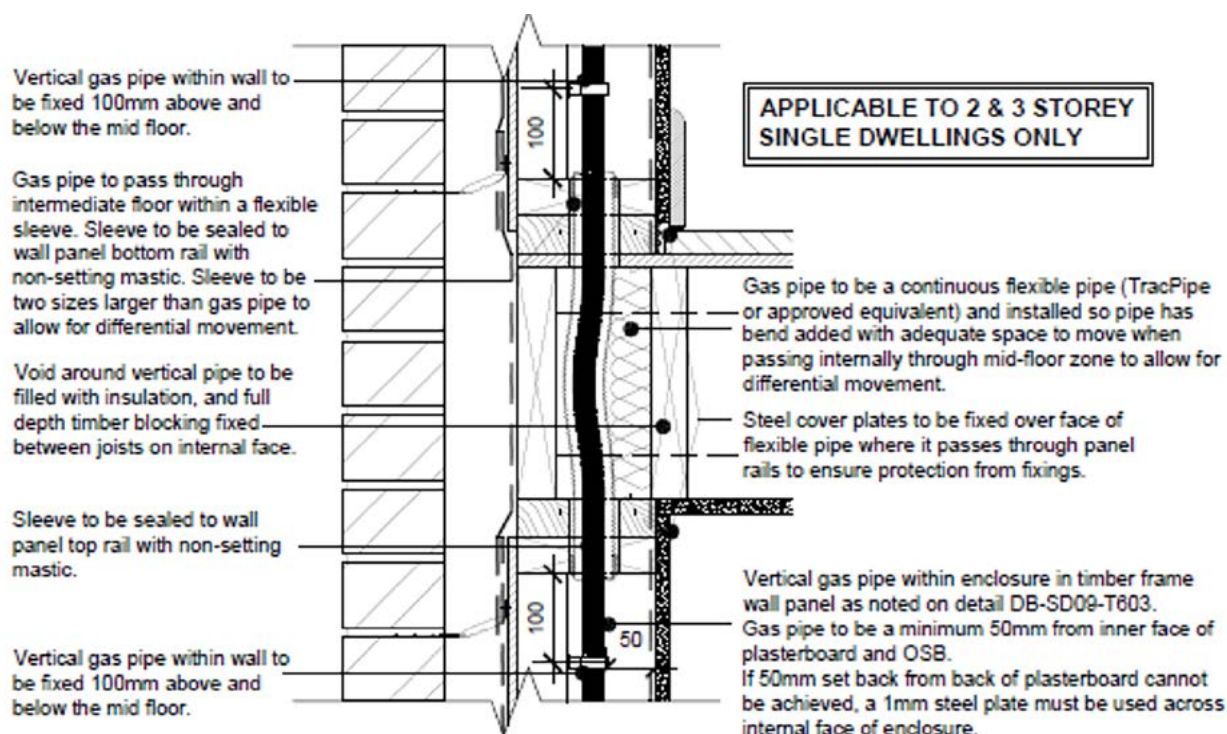 Vertical gas pipe within wall to
be fixed 100mm above and
below the mid floor.
Gas pipe to pass through
intermediate floor within a flexible
sleeve. Sleeve to be sealed to
wall panel bottom rail with
non-setting mastic. Sleeve to be
two sizes larger than gas pipe to
allow for differential movement.
Void around vertical pipe to be
filled with insulation, and full
depth timber blocking fixed
between joists on internal face.
Sleeve to be sealed to wall
panel top rail with non-setting
mastic.
Vertical gas pipe within wall to
be fixed 100mm above and
below the mid floor.
100
100
50
APPLICABLE TO 2 & 3 STOREY
SINGLE DWELLINGS ONLY
Gas pipe to be a continuous flexible pipe (TracPipe
or approved equivalent) and installed so pipe has
bend added with adequate space to move when
passing internally through mid-floor zone to allow for
differential movement.
Steel cover plates to be fixed over face of
flexible pipe where it passes through panel
rails to ensure protection from fixings.
Vertical gas pipe within enclosure in timber frame
wall panel as noted on detail DB-SD09-T603.
Gas pipe to be a minimum 50mm from inner face of
plasterboard and OSB.
If 50mm set back from back of plasterboard cannot
be achieved, a 1mm steel plate must be used across
internal face of enclosure.